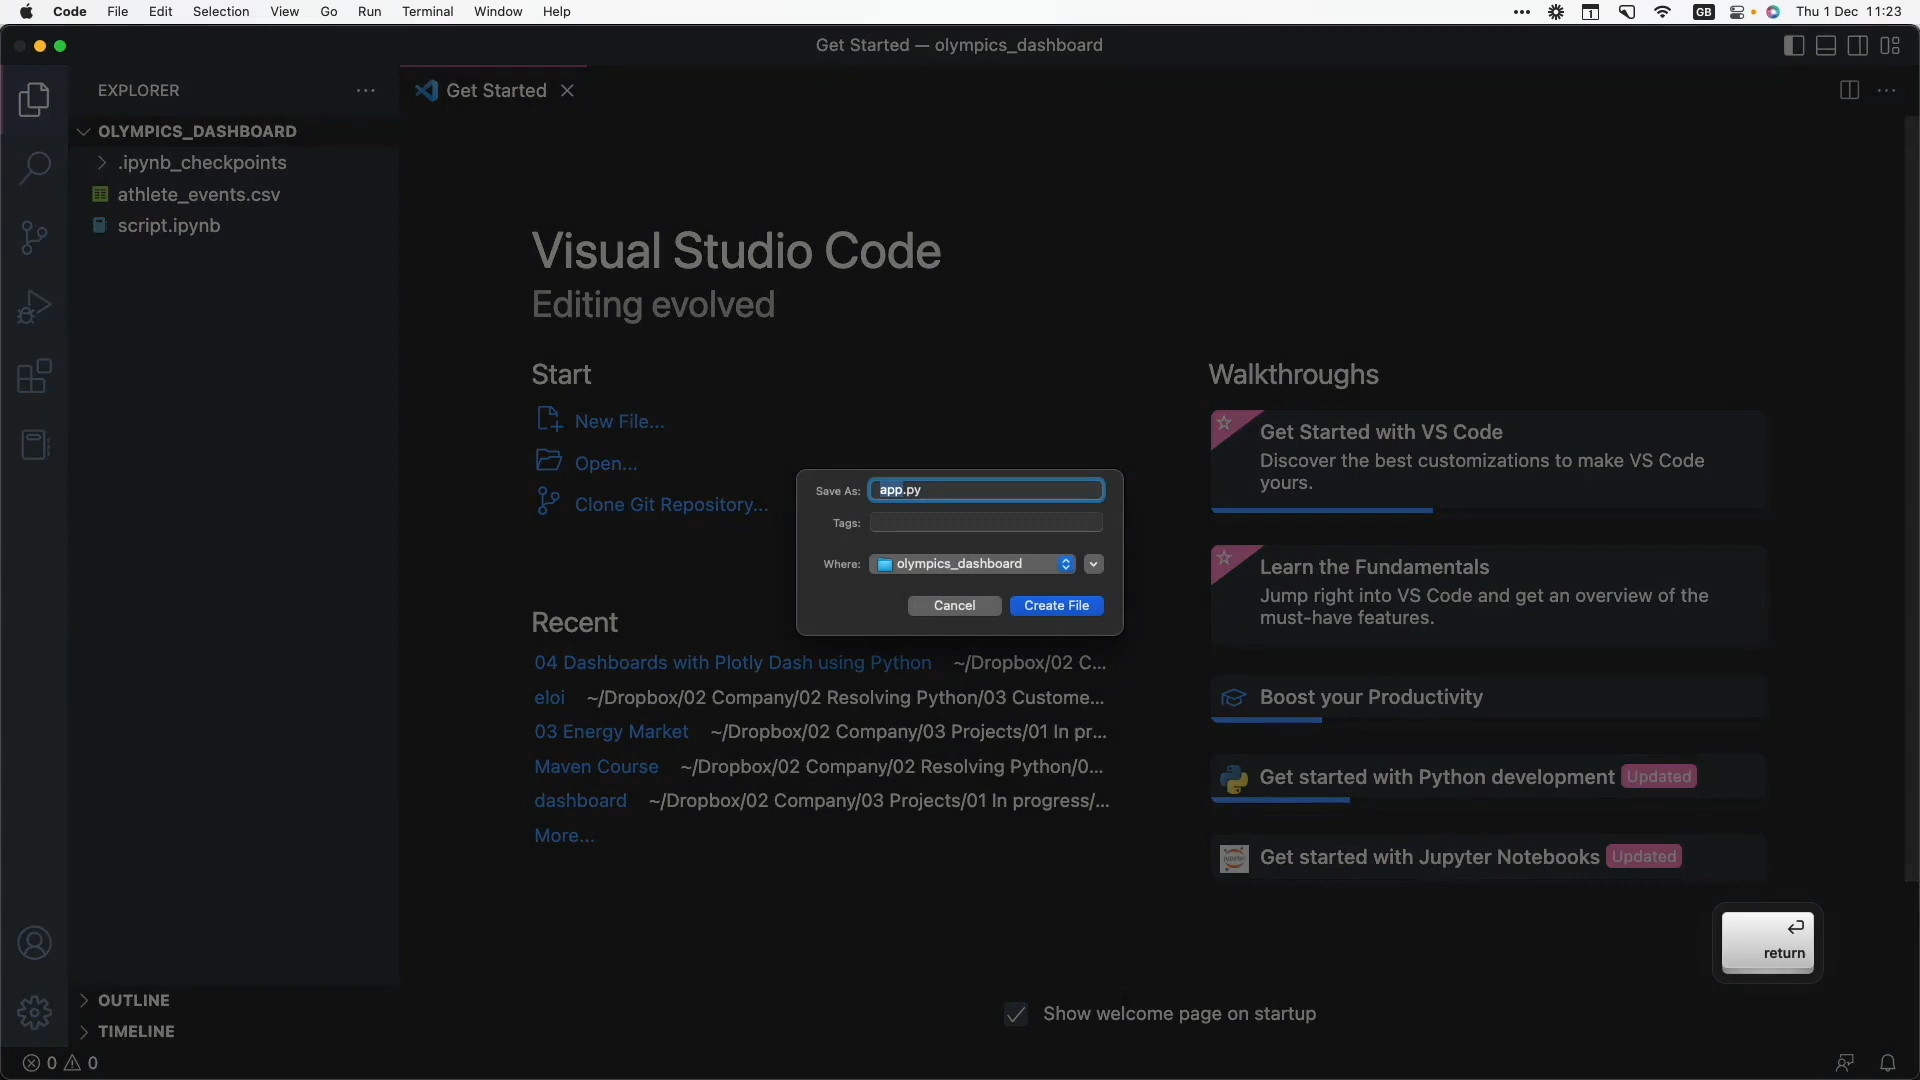 Code File Edit Selection View Go Run Terminal Window Help
1 GB Thu 1 Dec 11:23
Get Started — olympics_dashboard
EXPLORER
Get Started
OLYMPICS_DASHBOARD
.ipynb_checkpoints
athlete_events.csv
script.ipynb
Visual Studio Code
Editing evolved
Start
New File...
Open...
Clone Git Repository...
Recent
04 Dashboards with Plotly Dash using Python ~/Dropbox/02 C...
eloi ~/Dropbox/02 Company/02 Resolving Python/03 Custome...
03 Energy Market ~/Dropbox/02 Company/03 Projects/01 In pr...
Maven Course ~/Dropbox/02 Company/02 Resolving Python/0...
dashboard ~/Dropbox/02 Company/03 Projects/01 In progress/...
More...
Walkthroughs
Get Started with VS Code
Discover the best customizations to make VS Code
yours.
Learn the Fundamentals
Jump right into VS Code and get an overview of the
must-have features.
Boost your Productivity
Get started with Python development Updated
Get started with Jupyter Notebooks Updated
Save As: app.py
Tags:
Where: olympics_dashboard
Cancel Create File
return
OUTLINE
TIMELINE
Show welcome page on startup
0 0